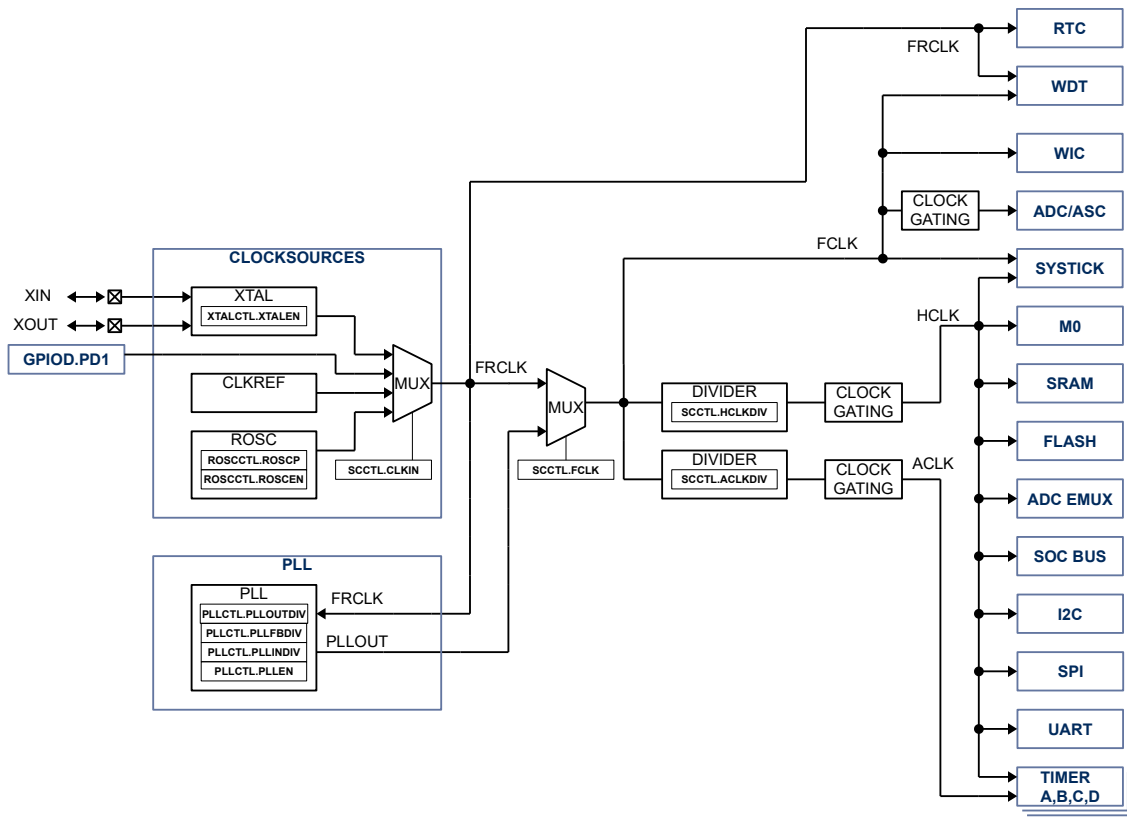 RTC
FRCLK
WDT
WIC
CLOCK
GATING
ADC/ASC
FCLK
SYSTICK
CLOCKSOURCES
XIN
XTAL
XTALCTL.XTALEN
XOUT
HCLK
M0
GPIOD.PD1
MUX
FRCLK
CLKREF
MUX
DIVIDER
SCCTL.HCLKDIV
CLOCK
GATING
SRAM
ROSC
ROSCCTL.ROSCP
ROSCCTL.ROSCEN
SCCTL.CLKIN
SCCTL.FCLK
DIVIDER
SCCTL.ACLKDIV
CLOCK
GATING
ACLK
FLASH
ADC EMUX
SOC BUS
PLL
PLL
PLLCTL.PLLOUTDIV
PLLCTL.PLLFBDIV
PLLCTL.PLLINDIV
PLLCTL.PLLEN
FRCLK
PLLOUT
I2C
SPI
UART
TIMER
A,B,C,D